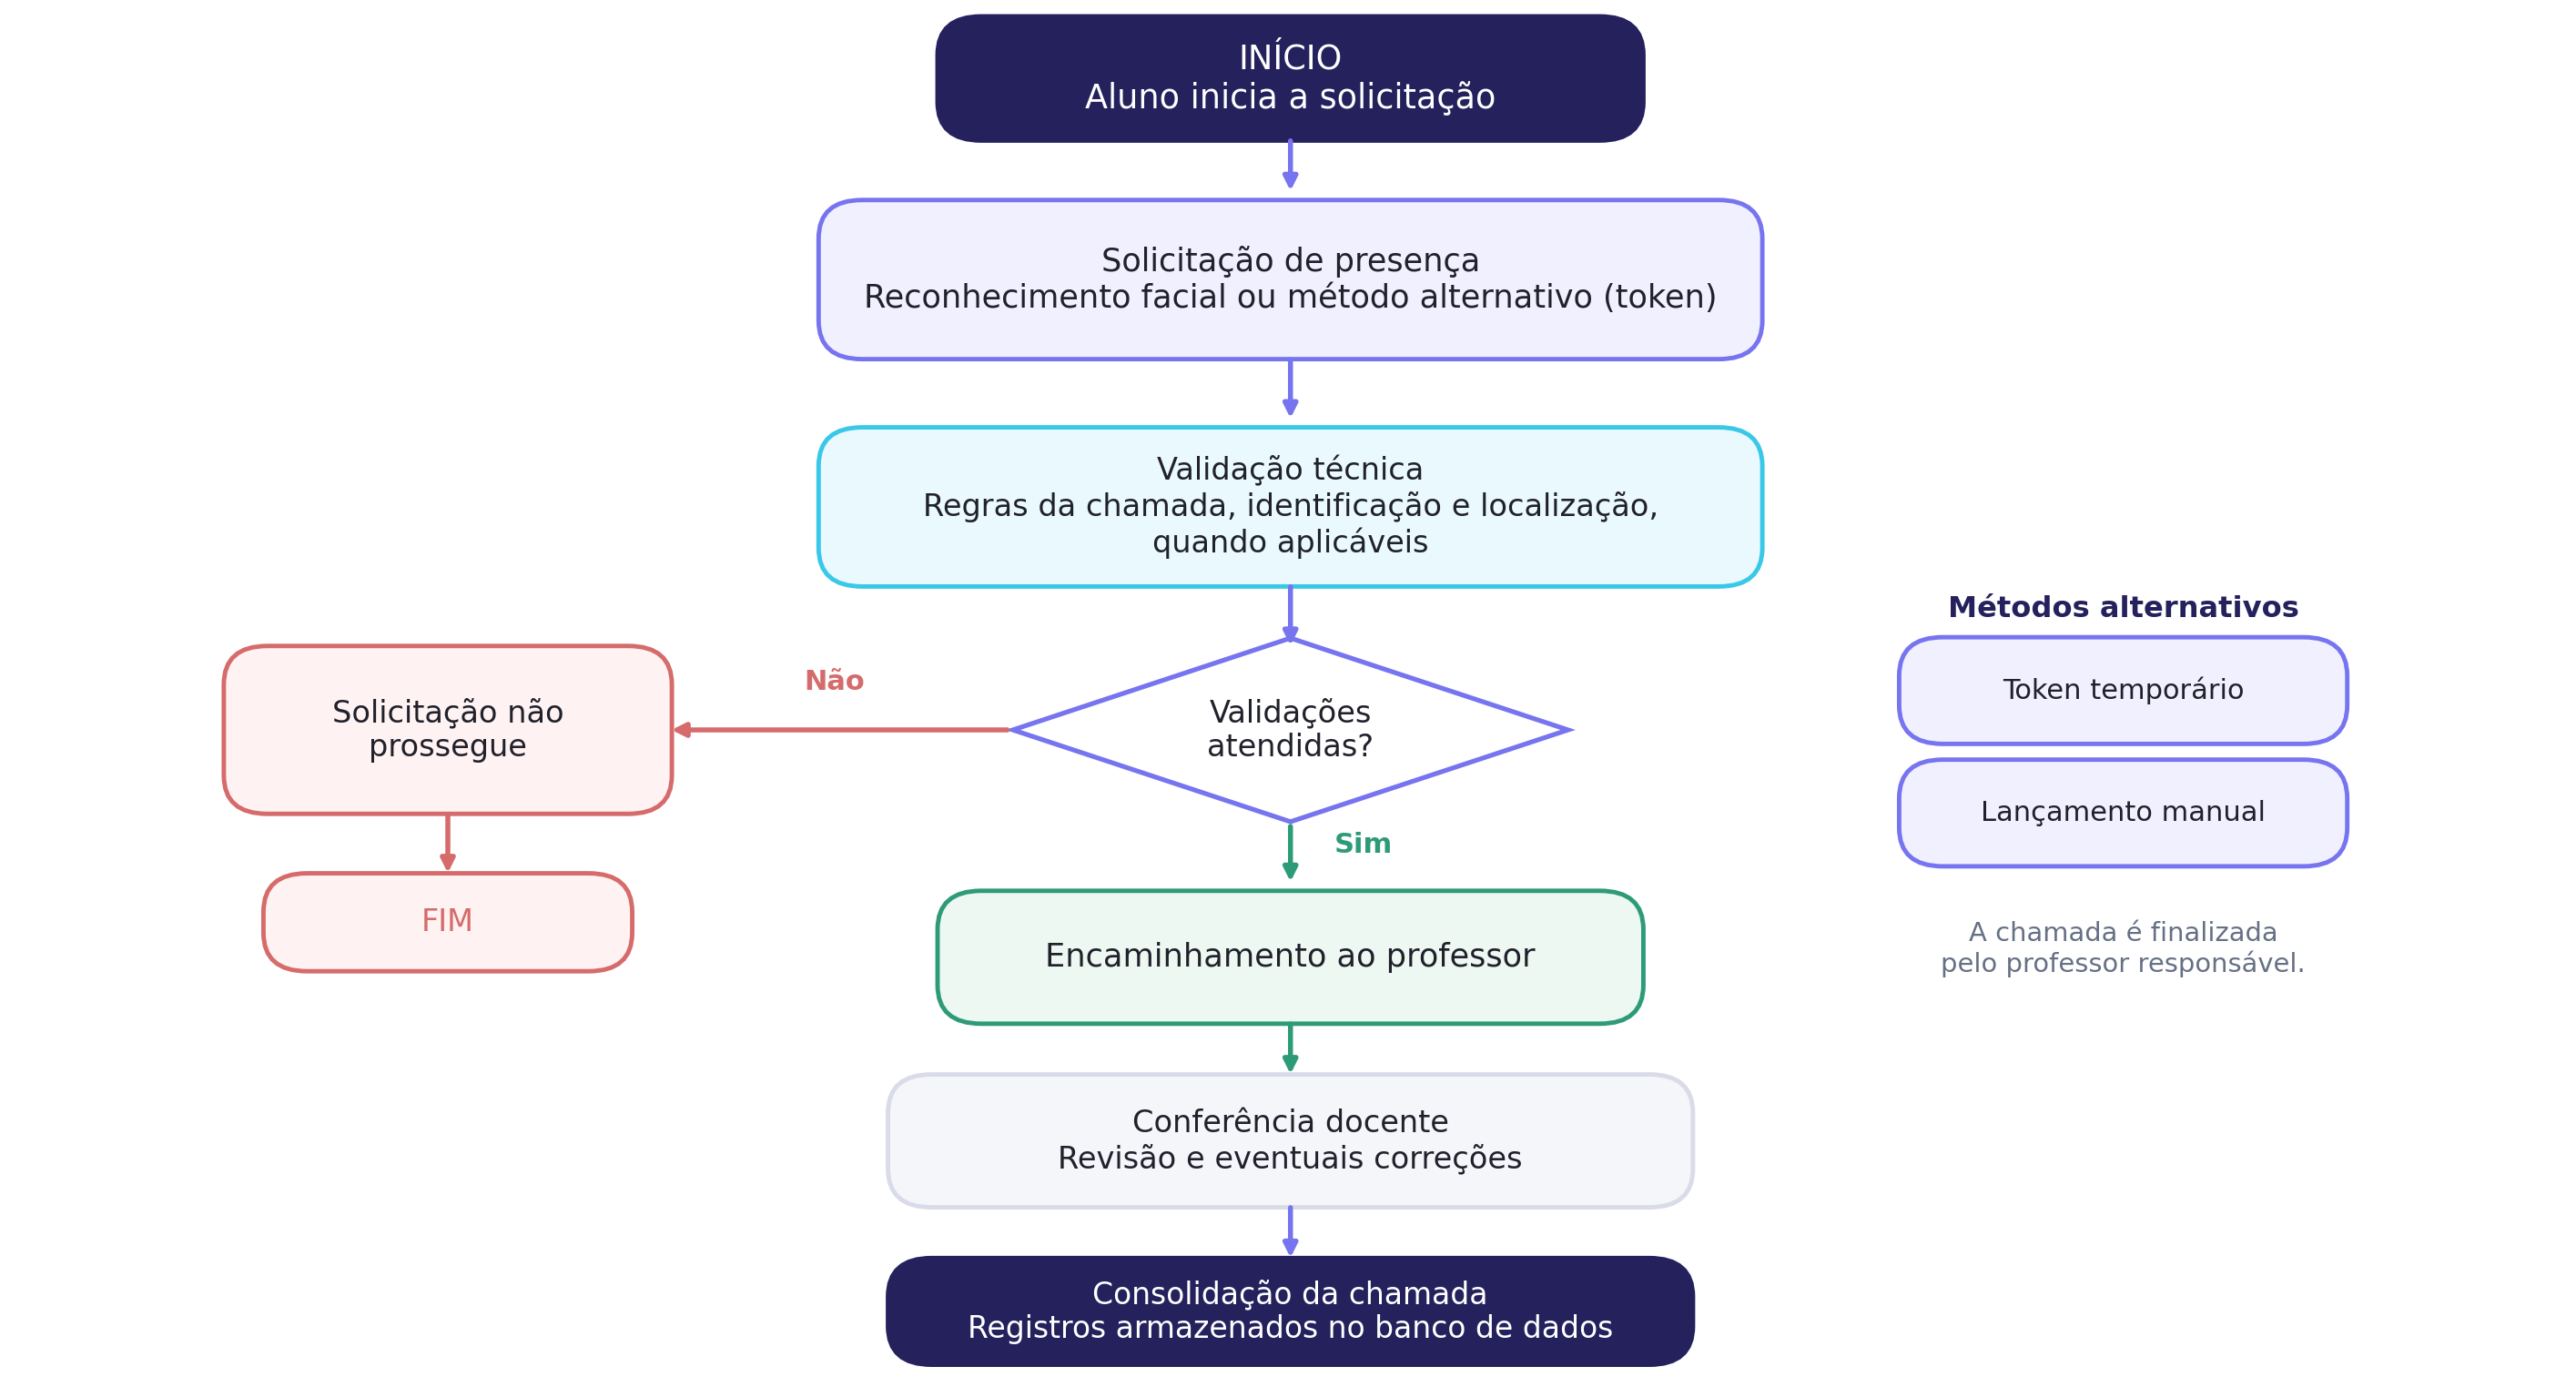 INÍCIO
Aluno inicia a solicitação
Solicitação de presença
Reconhecimento facial ou método alternativo (token)
Validação técnica
Regras da chamada, identificação e localização,
quando aplicáveis
Validações
atendidas?
Não
Solicitação não
prossegue
FIM
Sim
Encaminhamento ao professor
Conferência docente
Revisão e eventuais correções
Consolidação da chamada
Registros armazenados no banco de dados
Métodos alternativos
Token temporário
Lançamento manual
A chamada é finalizada
pelo professor responsável.